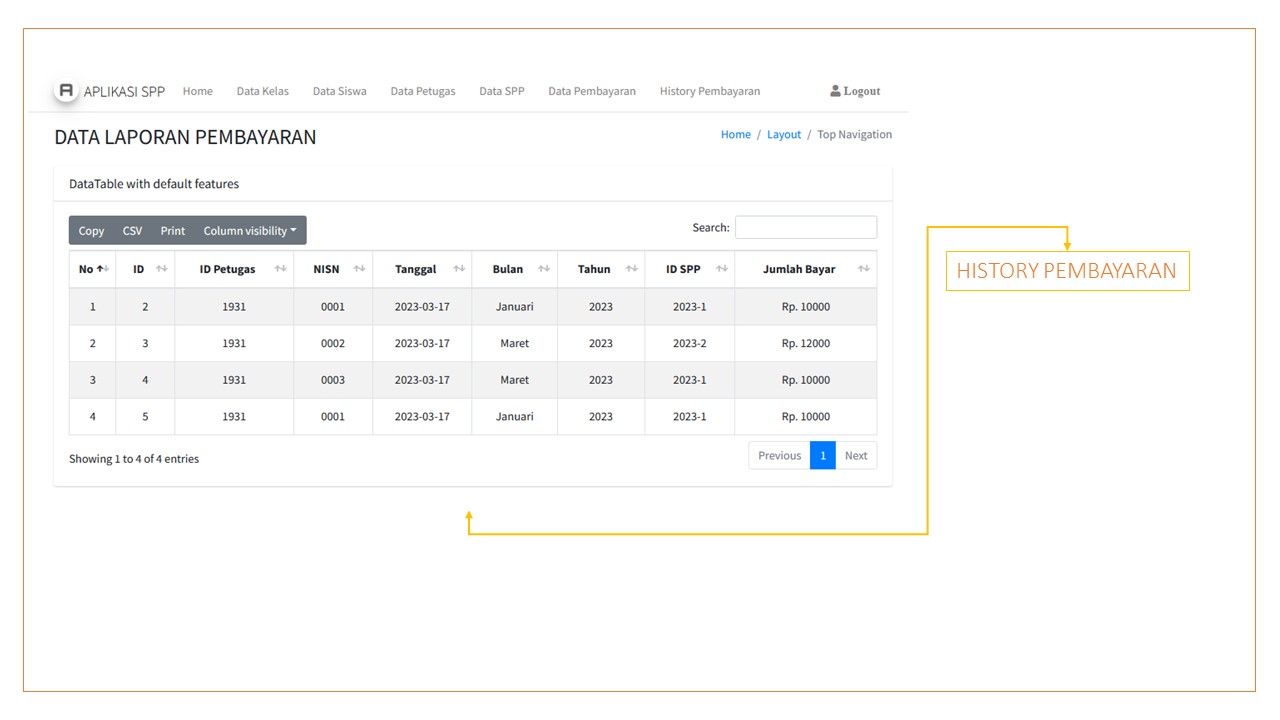 APLIKASI SPP Home Data Kelas Data Siswa Data Petugas Data SPP Data Pembayaran History Pembayaran Logout
DATA LAPORAN PEMBAYARAN
Home / Layout / Top Navigation
DataTable with default features
Copy CSV Print Column visibility
Search:
No ID ID Petugas NISN Tanggal Bulan Tahun ID SPP Jumlah Bayar
1 2 1931 0001 2023-03-17 Januari 2023 2023-1 Rp. 10000
2 3 1931 0002 2023-03-17 Maret 2023 2023-2 Rp. 12000
3 4 1931 0003 2023-03-17 Maret 2023 2023-1 Rp. 10000
4 5 1931 0001 2023-03-17 Januari 2023 2023-1 Rp. 10000
Showing 1 to 4 of 4 entries
Previous 1 Next
HISTORY PEMBAYARAN